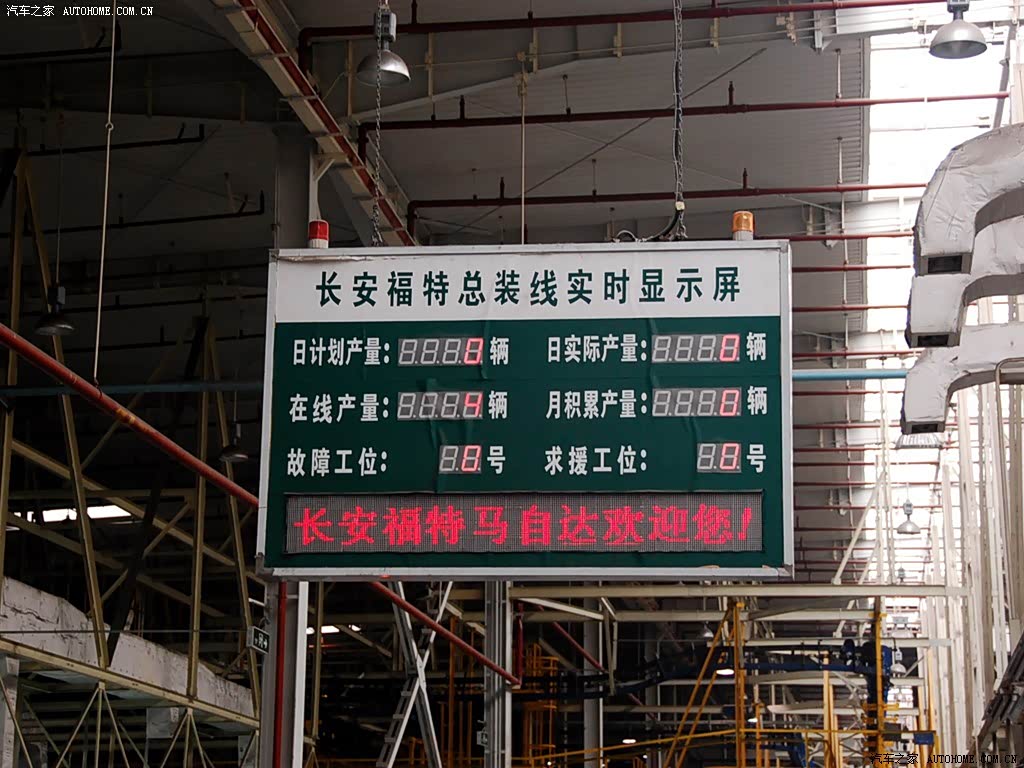 汽车之家 AUTOHOME.COM.CN
长安福特总装线实时显示屏
日计划产量: 0 辆 日实际产量: 0 辆
在线产量: 4 辆 月积累产量: 0 辆
故障工位: 0 号 求援工位: 0 号
长安福特马自达欢迎您!
汽车之家 AUTOHOME.COM.CN